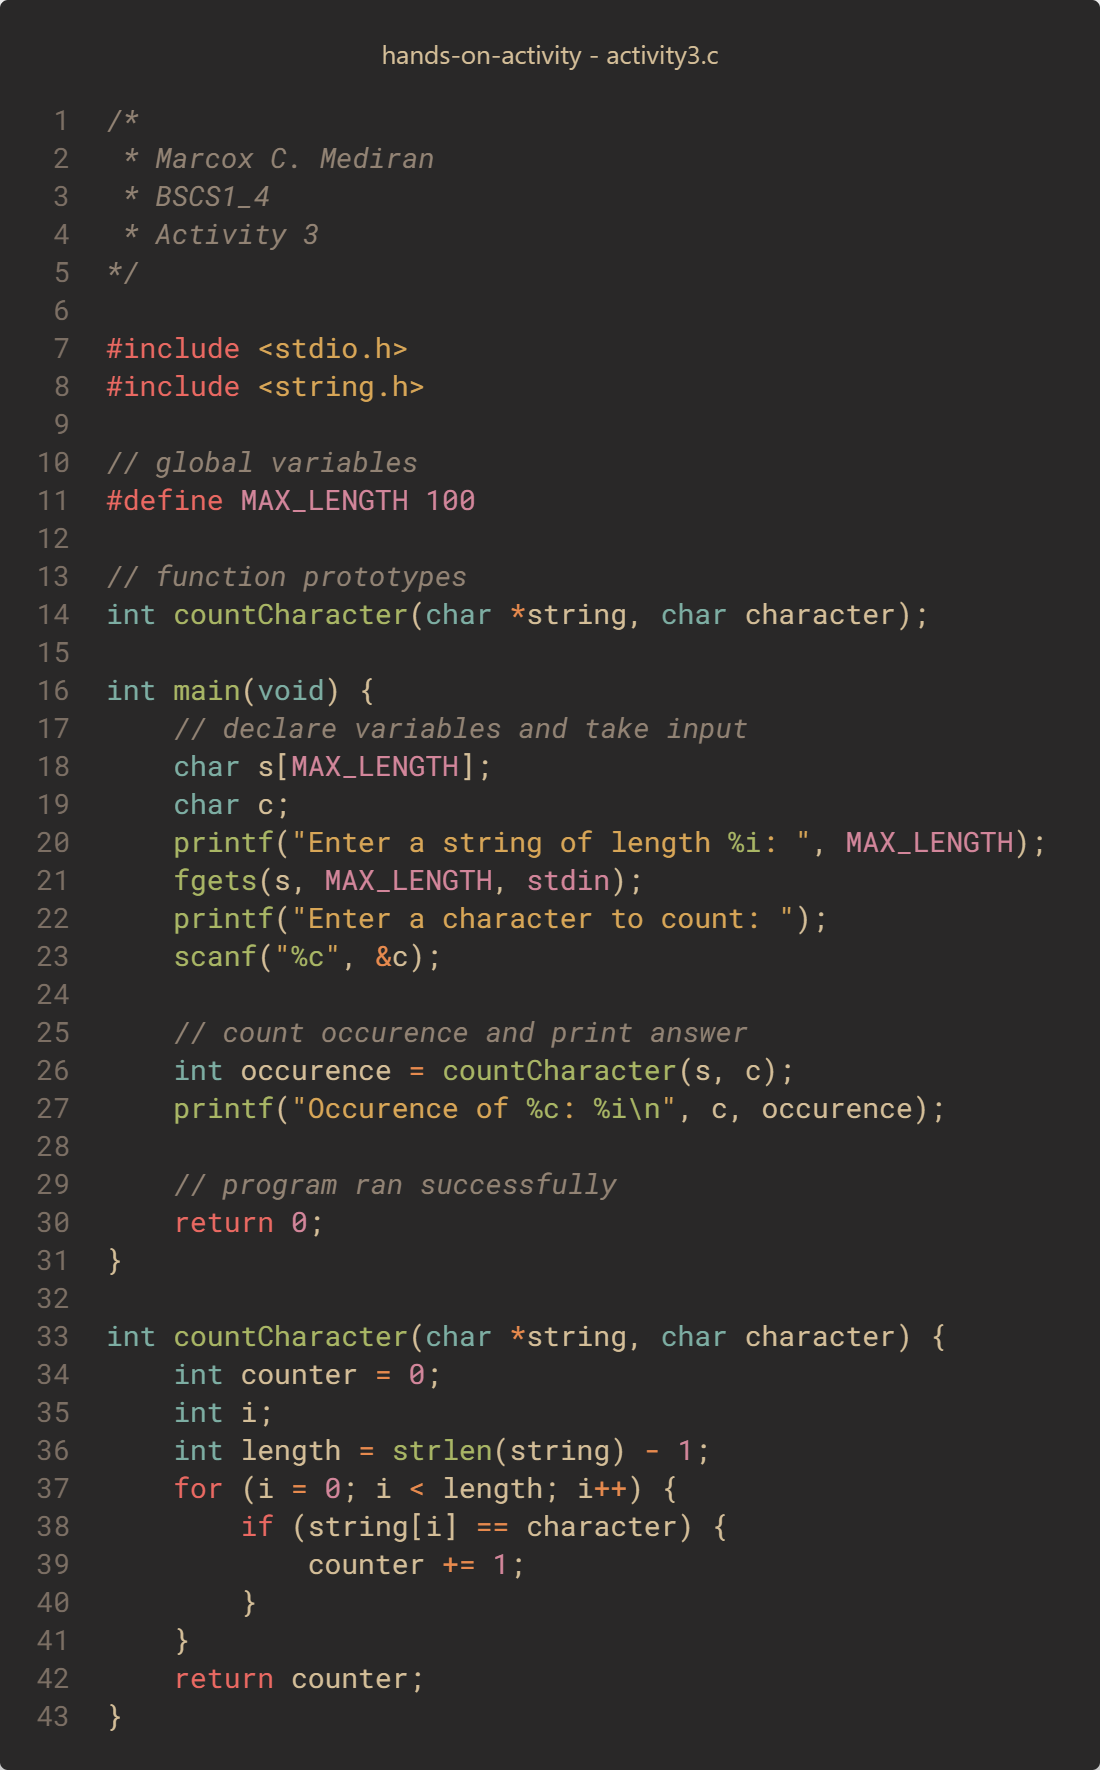 hands-on-activity - activity3.c
1 /*
2  * Marcox C. Mediran
3  * BSCS1_4
4  * Activity 3
5 */
6
7 #include <stdio.h>
8 #include <string.h>
9
10 // global variables
11 #define MAX_LENGTH 100
12
13 // function prototypes
14 int countCharacter(char *string, char character);
15
16 int main(void) {
17     // declare variables and take input
18     char s[MAX_LENGTH];
19     char c;
20     printf("Enter a string of length %i: ", MAX_LENGTH);
21     fgets(s, MAX_LENGTH, stdin);
22     printf("Enter a character to count: ");
23     scanf("%c", &c);
24
25     // count occurence and print answer
26     int occurence = countCharacter(s, c);
27     printf("Occurence of %c: %i\n", c, occurence);
28
29     // program ran successfully
30     return 0;
31 }
32
33 int countCharacter(char *string, char character) {
34     int counter = 0;
35     int i;
36     int length = strlen(string) - 1;
37     for (i = 0; i < length; i++) {
38         if (string[i] == character) {
39             counter += 1;
40         }
41     }
42     return counter;
43 }